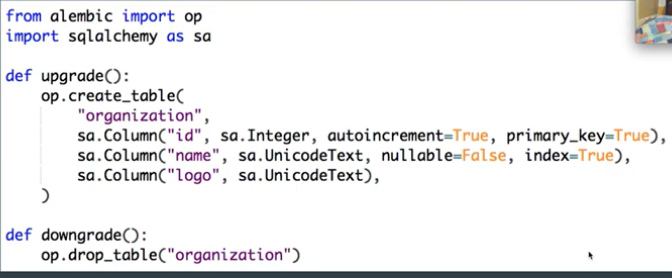 from alembic import op
import sqlalchemy as sa
def upgrade():
    op.create_table(
        "organization",
        sa.Column("id", sa.Integer, autoincrement=True, primary_key=True),
        sa.Column("name", sa.UnicodeText, nullable=False, index=True),
        sa.Column("logo", sa.UnicodeText),
    )
def downgrade():
    op.drop_table("organization")